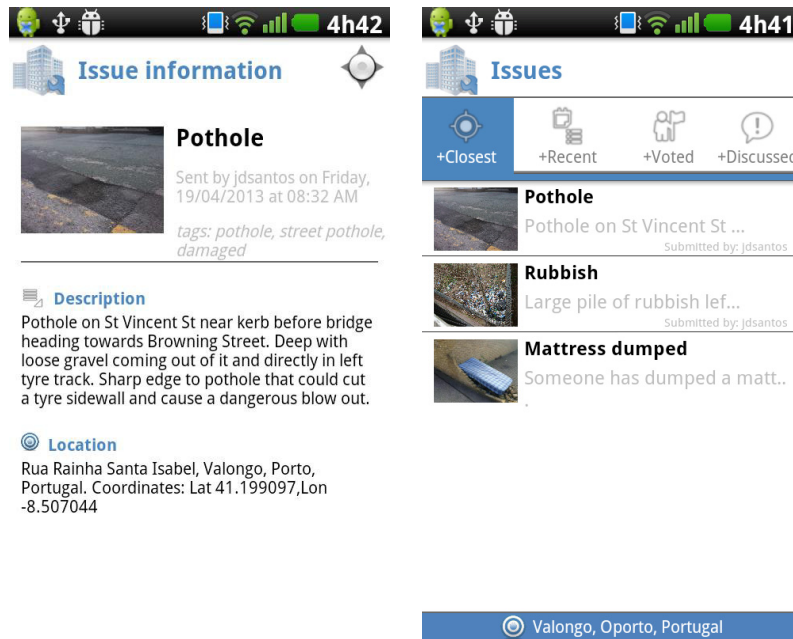 4h42
Issue information
Pothole
Sent by jdsantos on Friday,
19/04/2013 at 08:32 AM
tags: pothole, street pothole,
damaged
Description
Pothole on St Vincent St near kerb before bridge
heading towards Browning Street. Deep with
loose gravel coming out of it and directly in left
tyre track. Sharp edge to pothole that could cut
a tyre sidewall and cause a dangerous blow out.
Location
Rua Rainha Santa Isabel, Valongo, Porto,
Portugal. Coordinates: Lat 41.199097,Lon
-8.507044
4h41
Issues
+Closest
+Recent
+Voted
+Discussed
Pothole
Pothole on St Vincent St ...
Submitted by: jdsantos
Rubbish
Large pile of rubbish lef...
Submitted by: jdsantos
Mattress dumped
Someone has dumped a matt..
.
Valongo, Oporto, Portugal